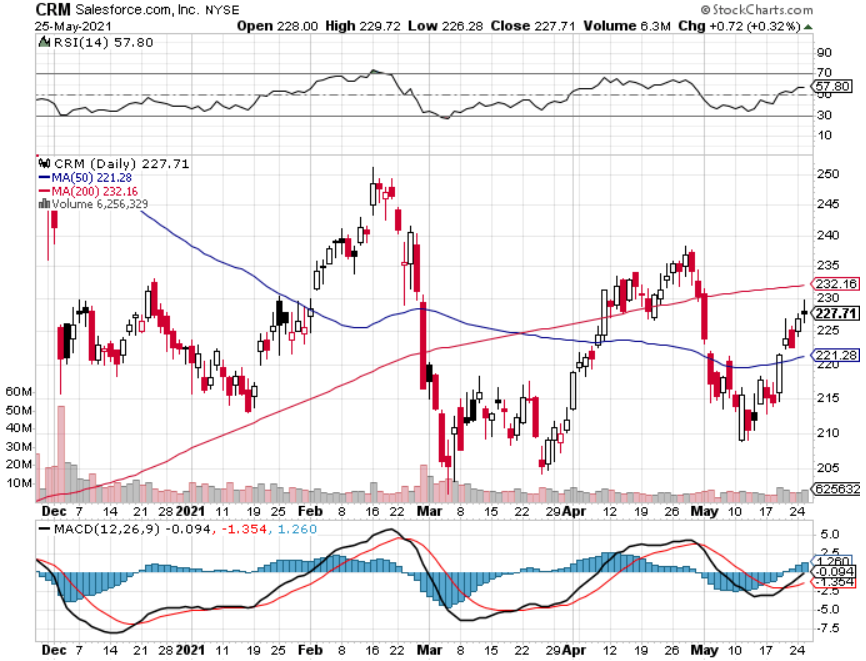 CRM Salesforce.com, Inc. NYSE © StockCharts.com
25-May-2021 Open 228.00 High 229.72 Low 226.28 Close 227.71 Volume 6.3M Chg +0.72 (+0.32%)
RSI(14) 57.80
90
70
57.80
50
30
10
CRM (Daily) 227.71
MA(50) 221.28
MA(200) 232.16
Volume 6,256,329
250
245
240
235
232.16
230
227.71
225
221.28
220
215
210
205
60M
50M
40M
30M
20M
10M
625632
Dec 7 14 21 28 2021 11 19 25 Feb 8 16 22 Mar 8 15 22 29 Apr 12 19 26 May 10 17 24
MACD(12,26,9) -0.094, -1.354, 1.260
5.0
2.5
1.260
-0.094
-1.354
-2.5
-5.0
-7.5
Dec 7 14 21 28 2021 11 19 25 Feb 8 16 22 Mar 8 15 22 29 Apr 12 19 26 May 10 17 24